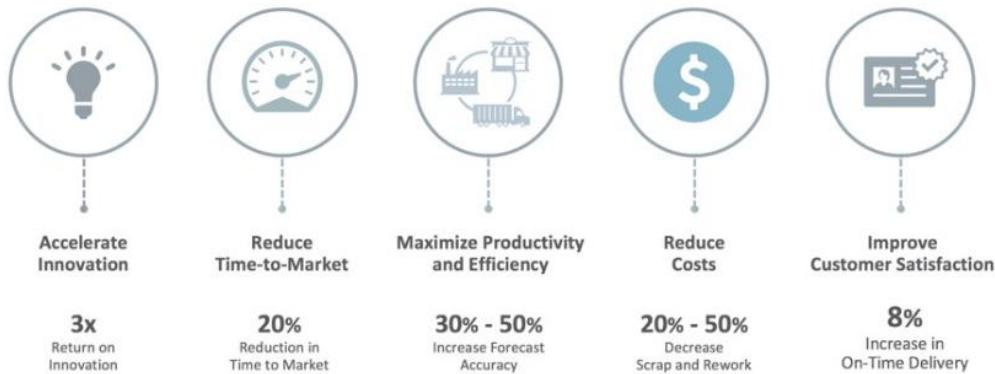 $
Accelerate
Innovation
3x
Return on
Innovation
Reduce
Time-to-Market
20%
Reduction in
Time to Market
Maximize Productivity
and Efficiency
30% - 50%
Increase Forecast
Accuracy
Reduce
Costs
20% - 50%
Decrease
Scrap and Rework
Improve
Customer Satisfaction
8%
Increase in
On-Time Delivery